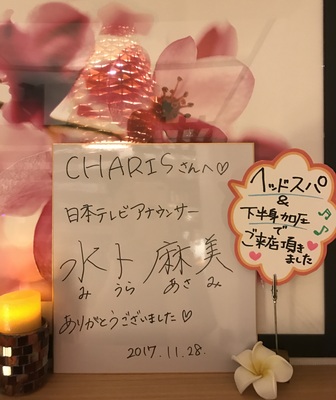 CHARISさんへ♡
日本テレビアナウンサー
水卜麻美
みうらあさみ
ありがとうございました♡
2017.11.28.
ヘッドスパ
&
下半身加圧
で
ご来店頂き
ました